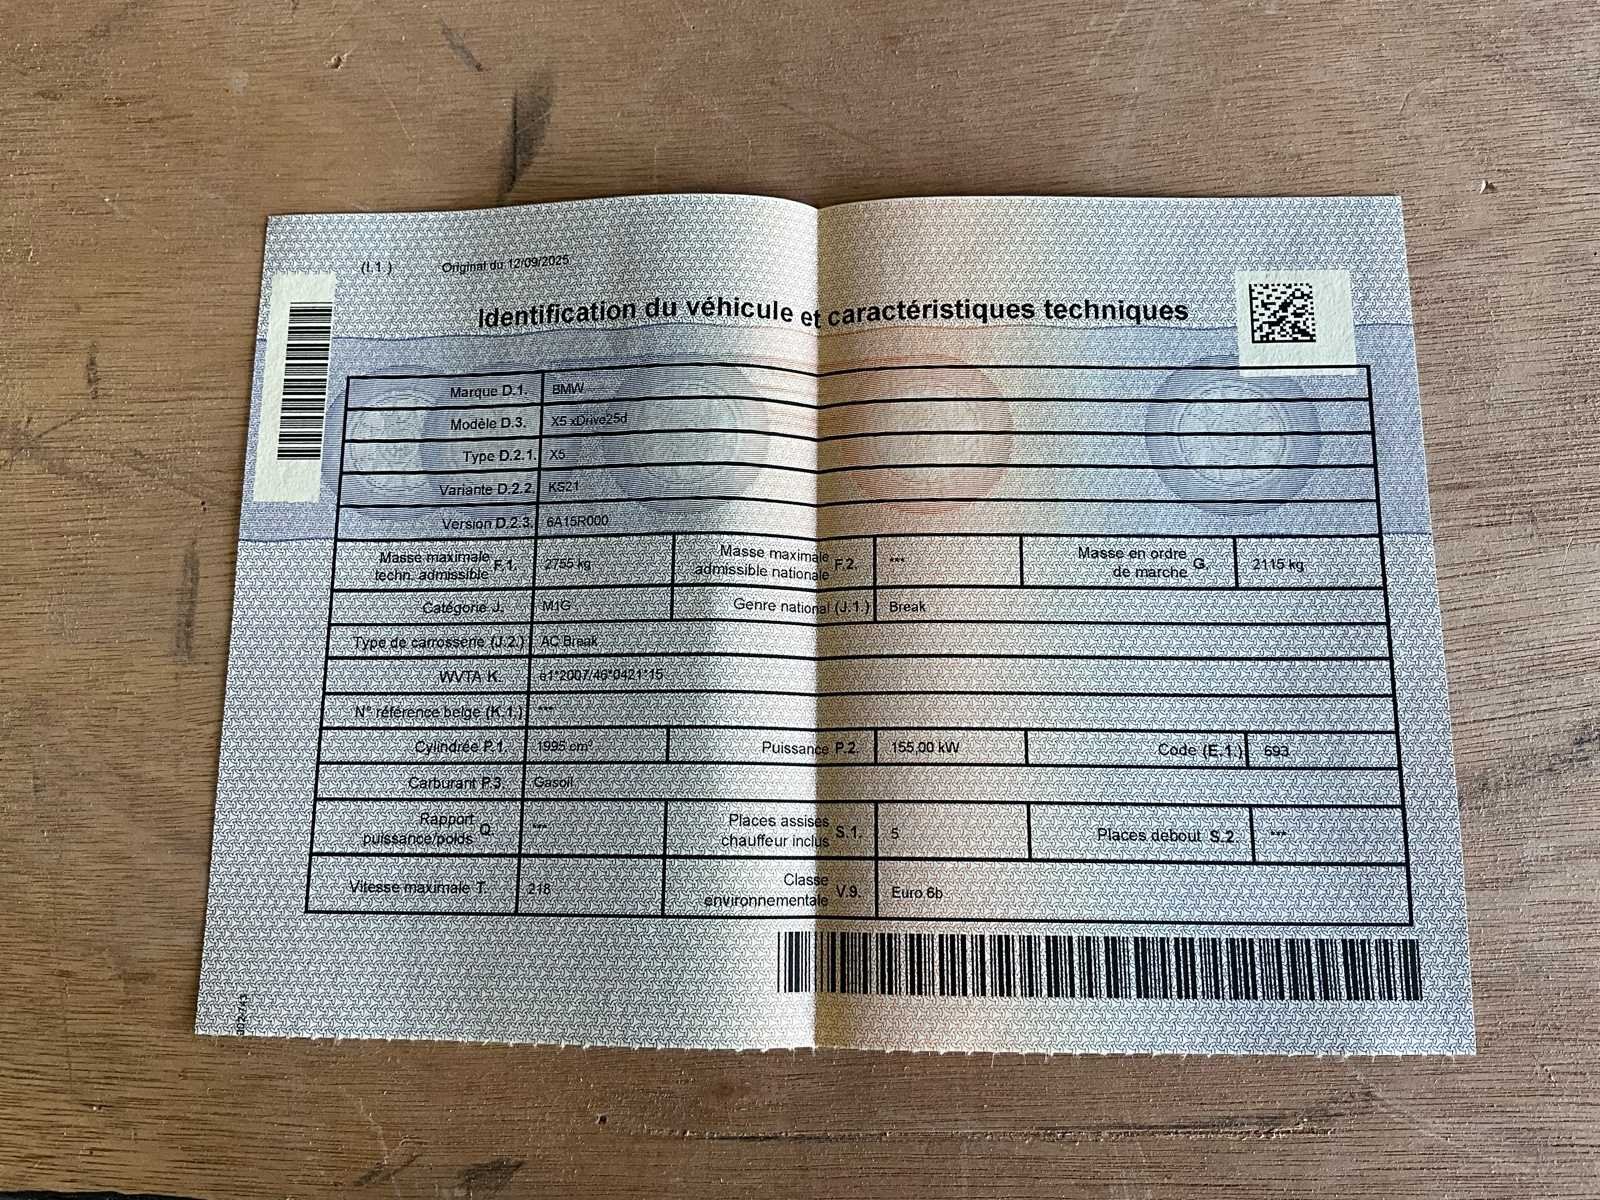 (I.1.) Original du 12/09/2025
Identification du véhicule et caractéristiques techniques
Marque D.1. BMW
Modèle D.3. X5 xDrive25d
Type D.2.1. X5
Variante D.2.2. KS21
Version D.2.3. 6A15R000
Masse maximale techn. admissible F.1. 2755 kg Masse maximale admissible nationale F.2. *** Masse en ordre de marche G. 2115 kg
Catégorie J. M1G Genre national (J.1.) Break
Type de carrosserie (J.2.) AC Break
WVTA K. e1*2007/46*0421*15
N° référence belge (K.1.) ***
Cylindrée P.1. 1995 cm³ Puissance P.2. 155,00 kW Code (E.1.) 693
Carburant P.3. Gasoil
Rapport puissance/poids Q. *** Places assises chauffeur inclus S.1. 5 Places debout S.2. ***
Vitesse maximale T. 218 Classe environnementale V.9. Euro 6b